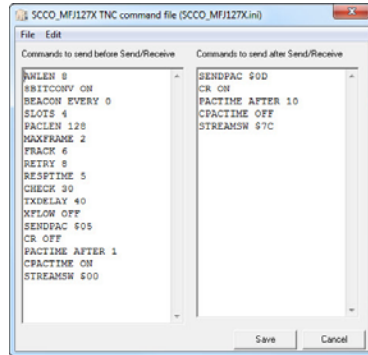 SCCO_MFJ127X TNC command file (SCCO_MFJ127X.ini)
File Edit
Commands to send before Send/Receive
AWLEN 8
8BITCONV ON
BEACON EVERY 0
SLOTS 4
PACLEN 128
MAXFRAME 2
FRACK 6
RETRY 8
RESPTIME 5
CHECK 30
TXDELAY 40
XFLOW OFF
SENDPAC $05
CR OFF
PACTIME AFTER 1
CPACTIME ON
STREAMSW $00
Commands to send after Send/Receive
SENDPAC $0D
CR ON
PACTIME AFTER 10
CPACTIME OFF
STREAMSW $7C
Save Cancel